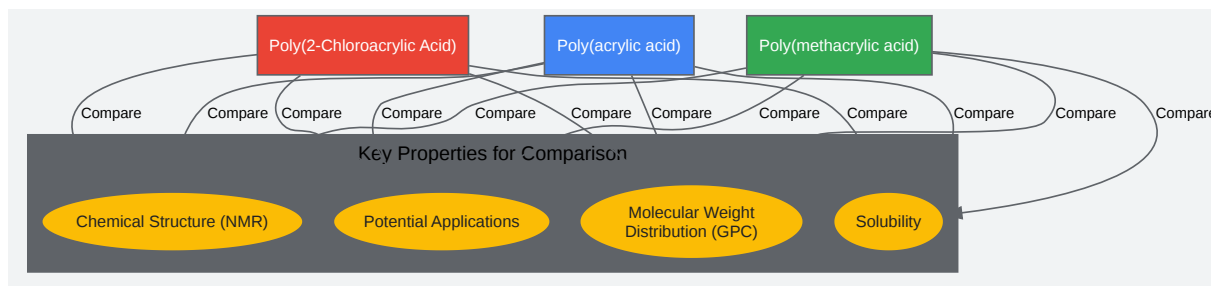 Poly(2-Chloroacrylic Acid)
Poly(acrylic acid)
Poly(methacrylic acid)
Compare
Compare
Compare
Compare
Compare
Compare
Compare
Compare
Compare
Compare
Compare
Compare
Key Properties for Comparison
Chemical Structure (NMR)
Potential Applications
Molecular Weight
Distribution (GPC)
Solubility